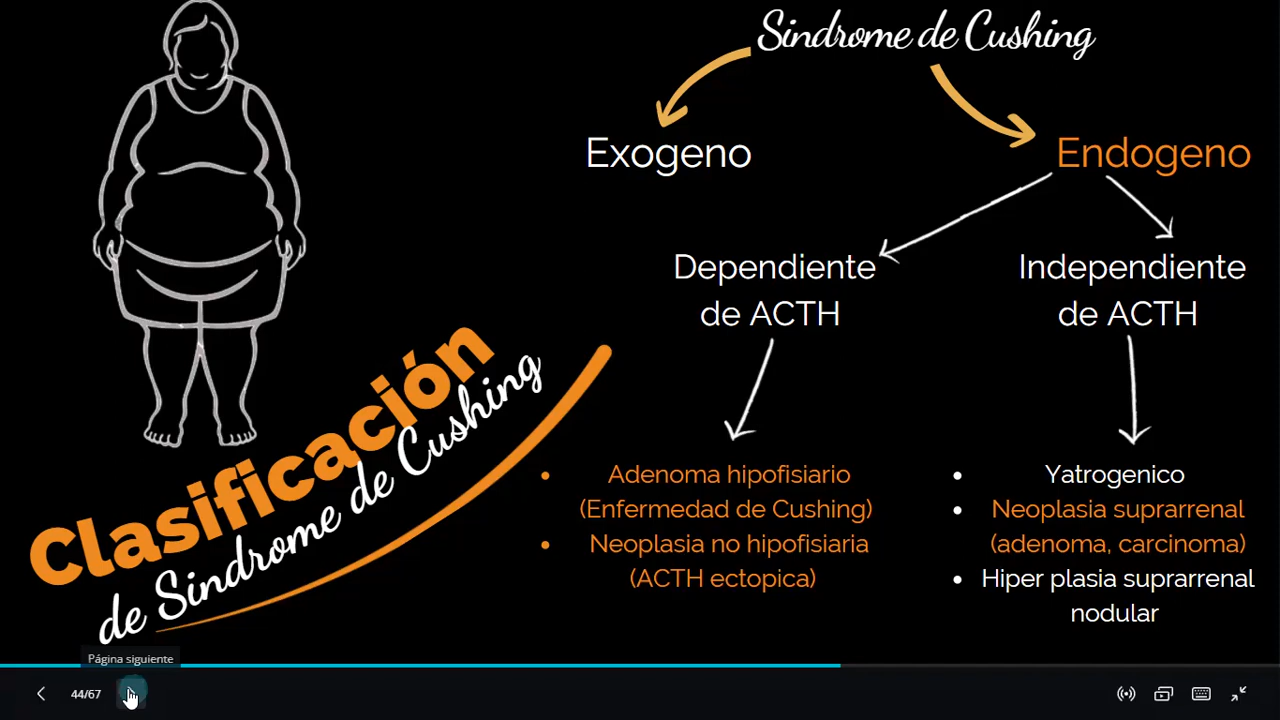 Sindrome de Cushing
Exogeno
Endogeno
Dependiente
de ACTH
Independiente
de ACTH
Clasificación
de Sindrome de Cushing
• Adenoma hipofisiario
(Enfermedad de Cushing)
• Neoplasia no hipofisiaria
(ACTH ectopica)
• Yatrogenico
• Neoplasia suprarrenal
(adenoma, carcinoma)
• Hiper plasia suprarrenal
nodular
Página siguiente
44/67